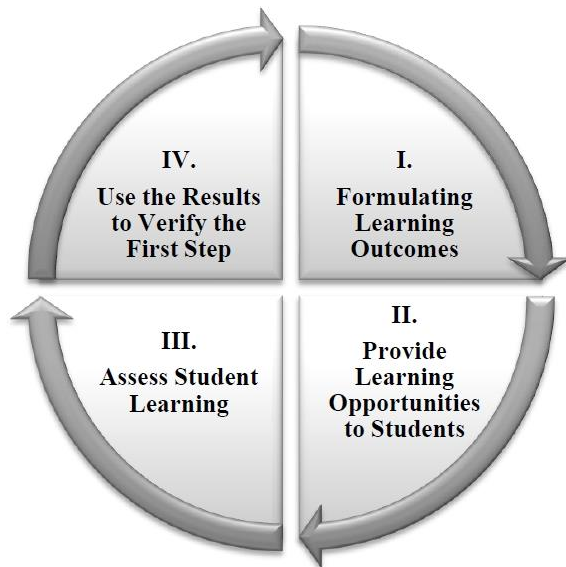 I.
Formulating
Learning
Outcomes
II.
Provide
Learning
Opportunities
to Students
III.
Assess Student
Learning
IV.
Use the Results
to Verify the
First Step